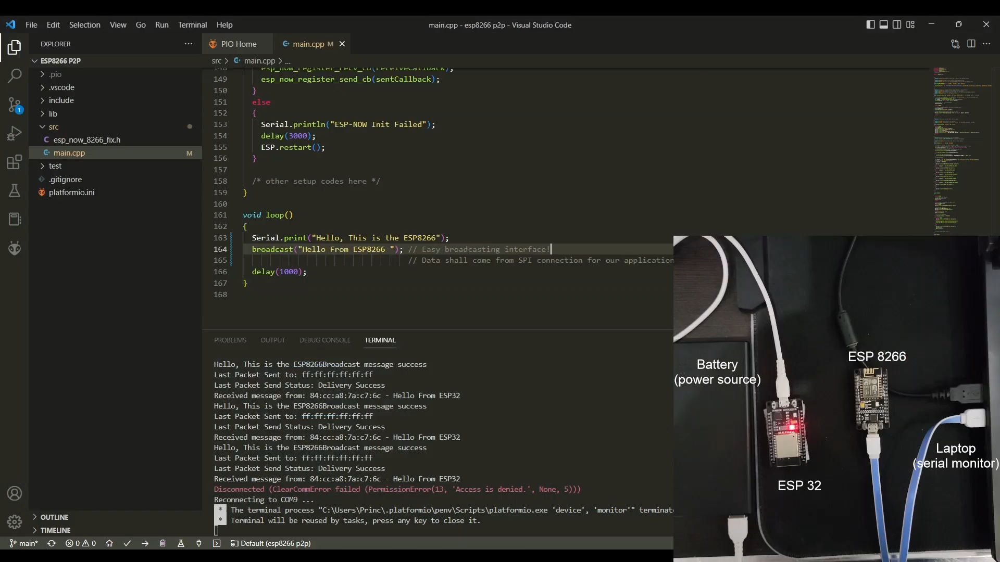 File Edit Selection View Go Run Terminal Help
main.cpp - esp8266 p2p - Visual Studio Code
EXPLORER
PIO Home
main.cpp M
ESP8266 P2P
.pio
.vscode
include
lib
src
esp_now_8266_fix.h
main.cpp M
test
.gitignore
platformio.ini
OUTLINE
TIMELINE
1
src > main.cpp > ...
148 esp_now_register_recv_cb(receiveCallback);
149 esp_now_register_send_cb(sentCallback);
150 }
151 else
152 {
153 Serial.println("ESP-NOW Init Failed");
154 delay(3000);
155 ESP.restart();
156 }
157
158 /* other setup codes here */
159 }
160
161 void loop()
162 {
163 Serial.print("Hello, This is the ESP8266");
164 broadcast("Hello From ESP8266 "); // Easy broadcasting interface!
165 // Data shall come from SPI connection for our application
166 delay(1000);
167 }
168
PROBLEMS OUTPUT DEBUG CONSOLE TERMINAL
Hello, This is the ESP8266Broadcast message success
Last Packet Sent to: ff:ff:ff:ff:ff:ff
Last Packet Send Status: Delivery Success
Received message from: 84:cc:a8:7a:c7:6c - Hello From ESP32
Hello, This is the ESP8266Broadcast message success
Last Packet Sent to: ff:ff:ff:ff:ff:ff
Last Packet Send Status: Delivery Success
Received message from: 84:cc:a8:7a:c7:6c - Hello From ESP32
Hello, This is the ESP8266Broadcast message success
Last Packet Sent to: ff:ff:ff:ff:ff:ff
Last Packet Send Status: Delivery Success
Received message from: 84:cc:a8:7a:c7:6c - Hello From ESP32
Disconnected (ClearCommError failed (PermissionError(13, 'Access is denied.', None, 5)))
Reconnecting to COM9 ...
* The terminal process "C:\Users\Princ\.platformio\penv\Scripts\platformio.exe 'device', 'monitor'" terminate
* Terminal will be reused by tasks, press any key to close it.
Battery
(power source)
ESP 8266
ESP 32
Laptop
(serial monitor)
main* 0 0 Default (esp8266 p2p)